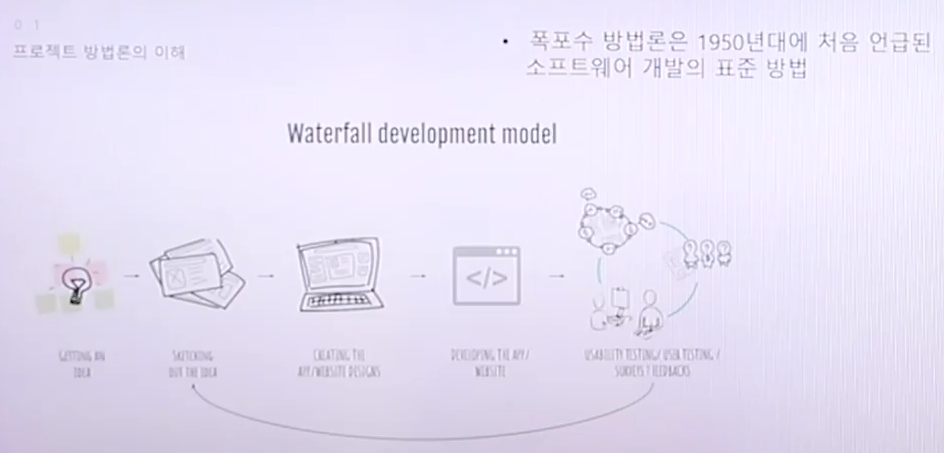 01
프로젝트 방법론의 이해
• 폭포수 방법론은 1950년대에 처음 언급된
소프트웨어 개발의 표준 방법
Waterfall development model
GETTING AN
IDEA
SKETCHING
OUT THE IDEA
CREATING THE
APP/WEBSITE DESIGNS
</>
DEVELOPING THE APP/
WEBSITE
USABILITY TESTING/ USER TESTING /
SURVEYS / FEEDBACKS